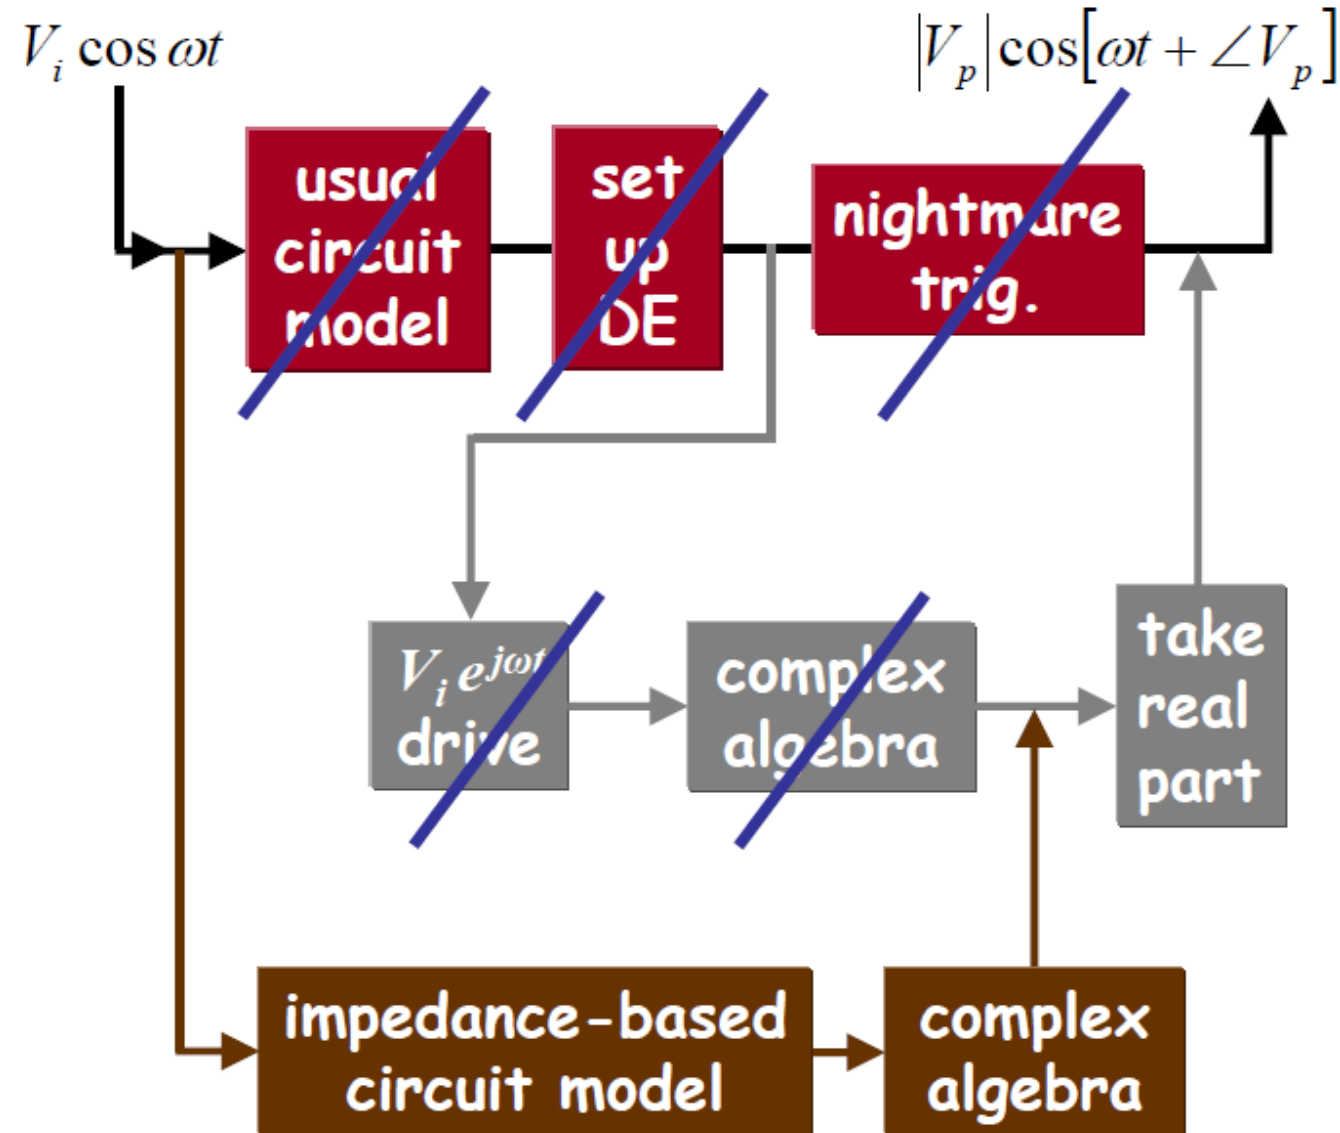 V_i cos ωt
|V_p| cos[ωt + ∠V_p]
usual
circuit
model
set
up
DE
nightmare
trig.
V_i e^{jωt}
drive
complex
algebra
take
real
part
impedance-based
circuit model
complex
algebra